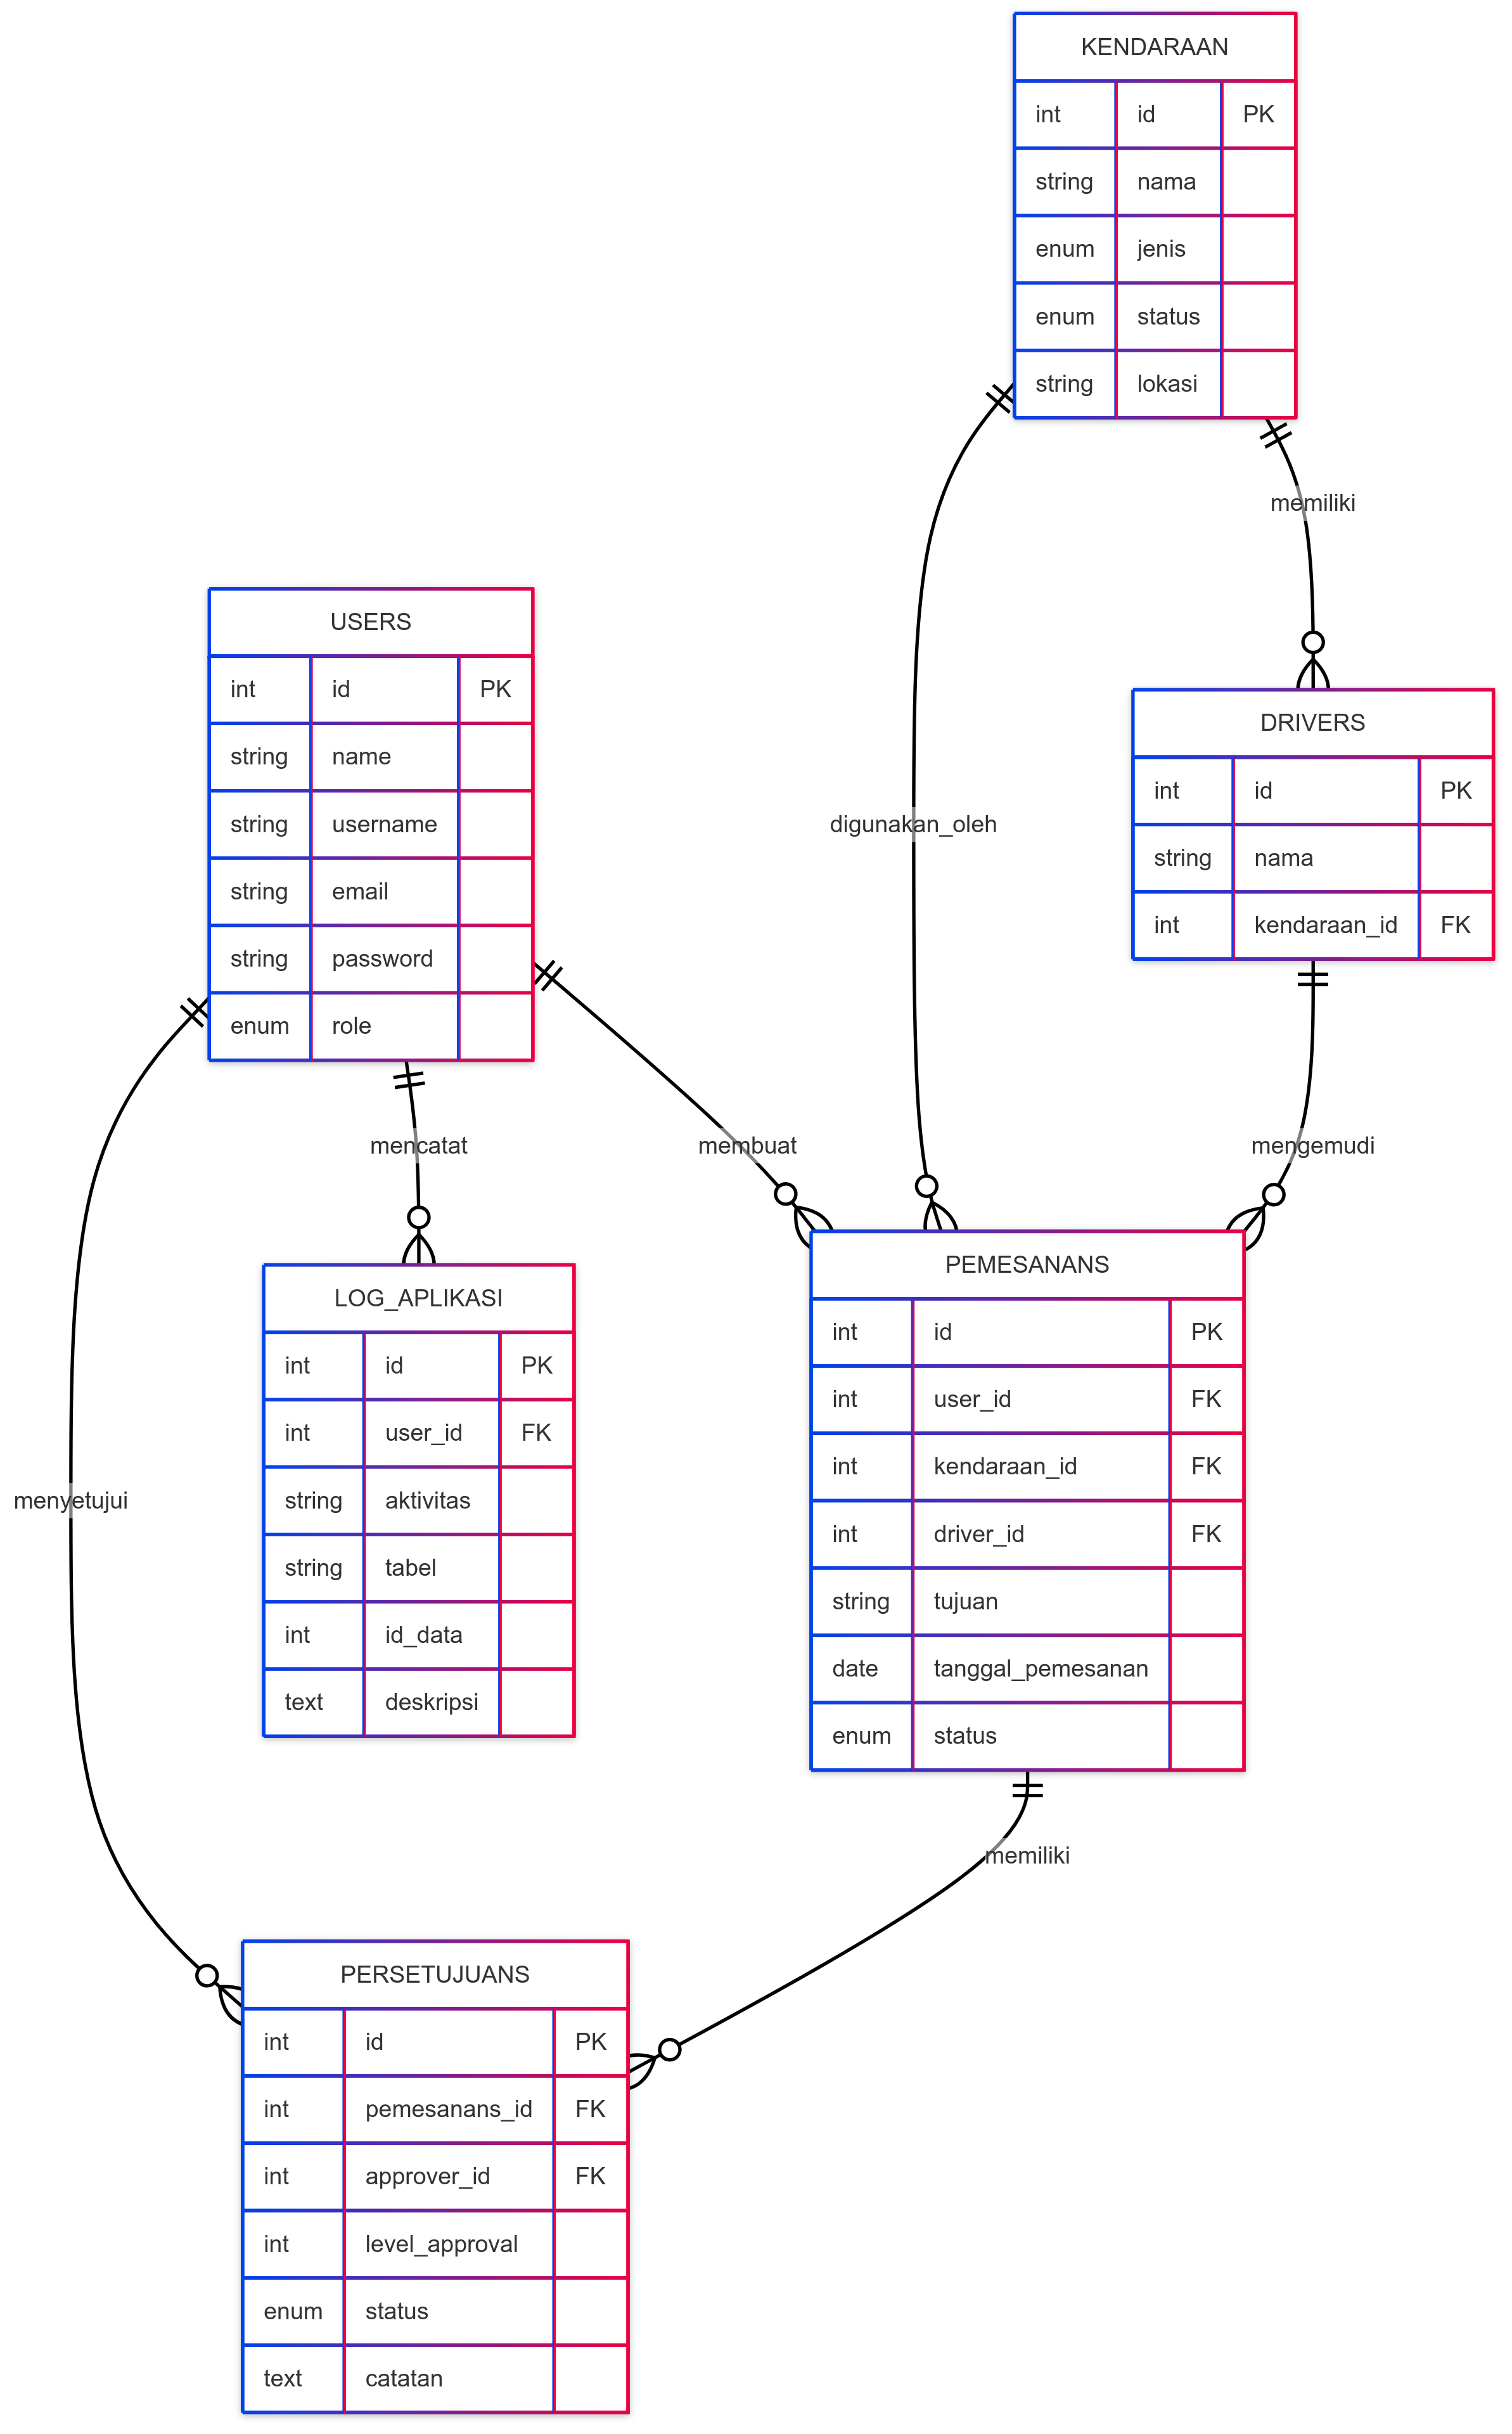 KENDARAAN
int id PK
string nama
enum jenis
enum status
string lokasi
memiliki
USERS
int id PK
string name
string username
string email
string password
enum role
DRIVERS
int id PK
string nama
int kendaraan_id FK
digunakan_oleh
mencatat
membuat
mengemudi
LOG_APLIKASI
int id PK
int user_id FK
string aktivitas
string tabel
int id_data
text deskripsi
PEMESANANS
int id PK
int user_id FK
int kendaraan_id FK
int driver_id FK
string tujuan
date tanggal_pemesanan
enum status
menyetujui
memiliki
PERSETUJUANS
int id PK
int pemesanans_id FK
int approver_id FK
int level_approval
enum status
text catatan